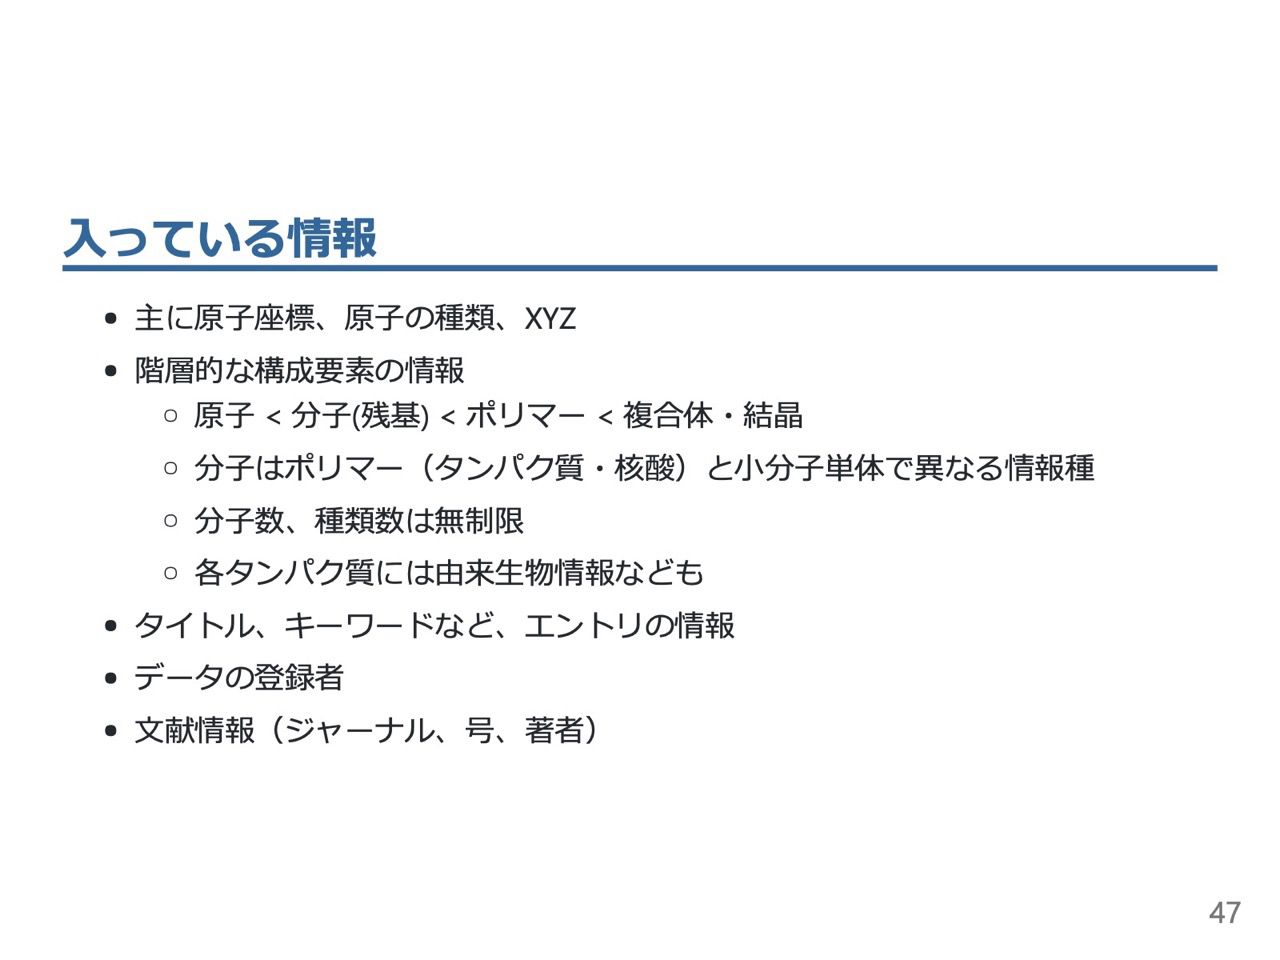 入っている情報
• 主に原子座標、原子の種類、XYZ
• 階層的な構成要素の情報
○ 原子 < 分子(残基) < ポリマー < 複合体・結晶
○ 分子はポリマー（タンパク質・核酸）と小分子単体で異なる情報種
○ 分子数、種類数は無制限
○ 各タンパク質には由来生物情報なども
• タイトル、キーワードなど、エントリの情報
• データの登録者
• 文献情報（ジャーナル、号、著者）
47